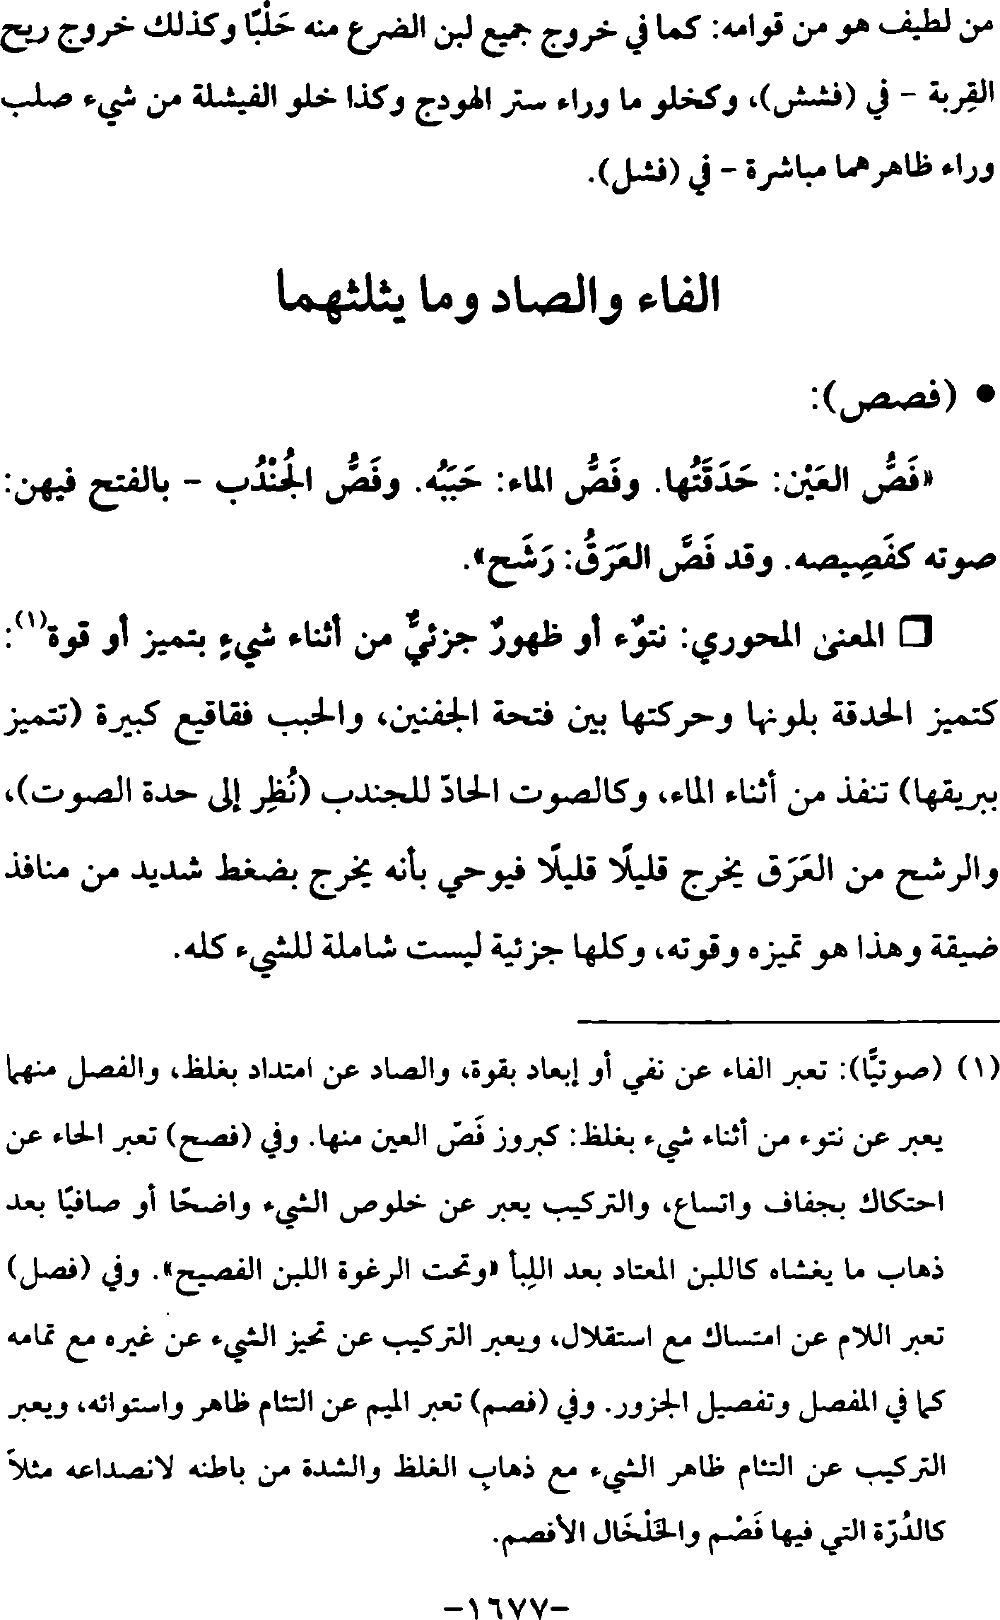 من لطيف هو من قوامه: كما في خروج جميع لبن الضرع منه حَلْبًا وكذلك خروج ريح
القِربة - في (فشش)، وكخلو ما وراء ستر الهودج وكذا خلو الفيشلة من شيء صلب
وراء ظاهرهما مباشرة - في (فشل).
الفاء والصاد وما يثلثهما
• (فصص):
«فَصُّ العَيْن: حَدَقَتُها. وفَصُّ الماء: حَبَبُه. وفَصُّ الجُنْدُب - بالفتح فيهن:
صوته كفَصِيصه. وقد فَصَّ العَرَقُ: رَشَح».
□ المعنى المحوري: نتوٌء أو ظهورٌ جزئيٌّ من أثناء شيءٍ بتميز أو قوة(١):
كتميز الحدقة بلونها وحركتها بين فتحة الجفنين، والحبب فقاقيع كبيرة (تتميز
ببريقها) تنفذ من أثناء الماء، وكالصوت الحادّ للجندب (نُظِر إلى حدة الصوت)،
والرشح من العَرَق يخرج قليلًا قليلًا فيوحي بأنه يخرج بضغط شديد من منافذ
ضيقة وهذا هو تميزه وقوته، وكلها جزئية ليست شاملة للشيء كله.
(١) (صوتيًّا): تعبر الفاء عن نفي أو إبعاد بقوة، والصاد عن امتداد بغلظ، والفصل منهما
يعبر عن نتوء من أثناء شيء بغلظ: كبروز فَصّ العين منها. وفي (فصح) تعبر الحاء عن
احتكاك بجفاف واتساع، والتركيب يعبر عن خلوص الشيء واضحًا أو صافيًا بعد
ذهاب ما يغشاه كاللبن المعتاد بعد اللِبأ «وتحت الرغوة اللبن الفصيح». وفي (فصل)
تعبر اللام عن امتساك مع استقلال، ويعبر التركيب عن تحيز الشيء عن غيره مع تمامه
كما في المفصل وتفصيل الجزور. وفي (فصم) تعبر الميم عن التئام ظاهر واستوائه، ويعبر
التركيب عن التئام ظاهر الشيء مع ذهابِ الغلظ والشدة من باطنه لانصداعه مثلاً
كالدُرّة التي فيها فَصْم والخَلْخَال الأفصم.
-١٦٧٧-